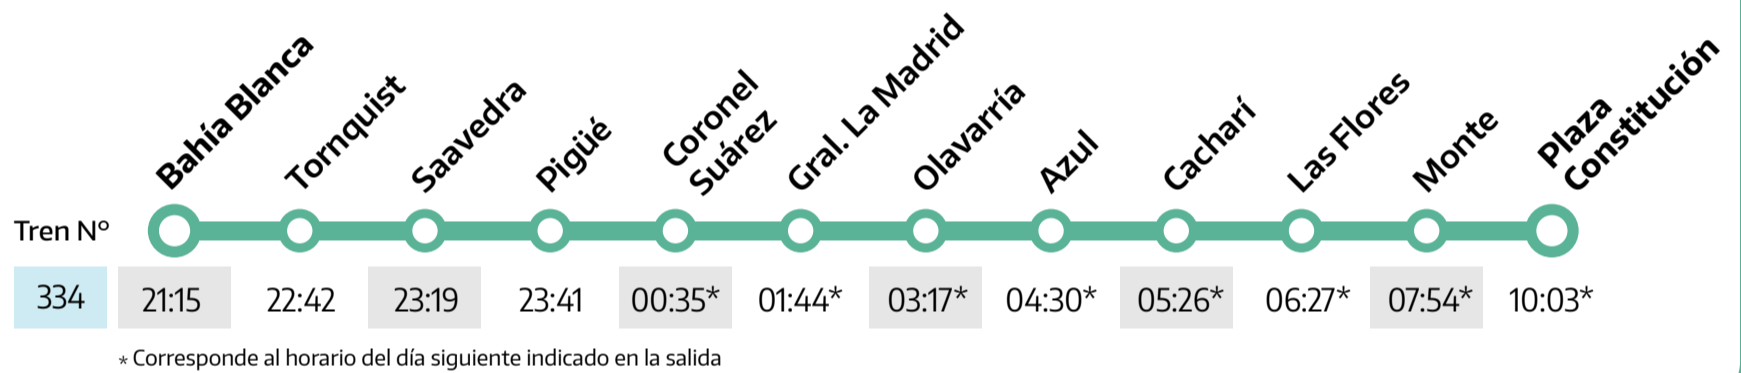 Bahía Blanca
Tornquist
Saavedra
Pigüé
Coronel
Suárez
Gral. La Madrid
Olavarría
Azul
Cacharí
Las Flores
Monte
Plaza
Constitución
Tren Nº
334 21:15 22:42 23:19 23:41 00:35* 01:44* 03:17* 04:30* 05:26* 06:27* 07:54* 10:03*
* Corresponde al horario del día siguiente indicado en la salida